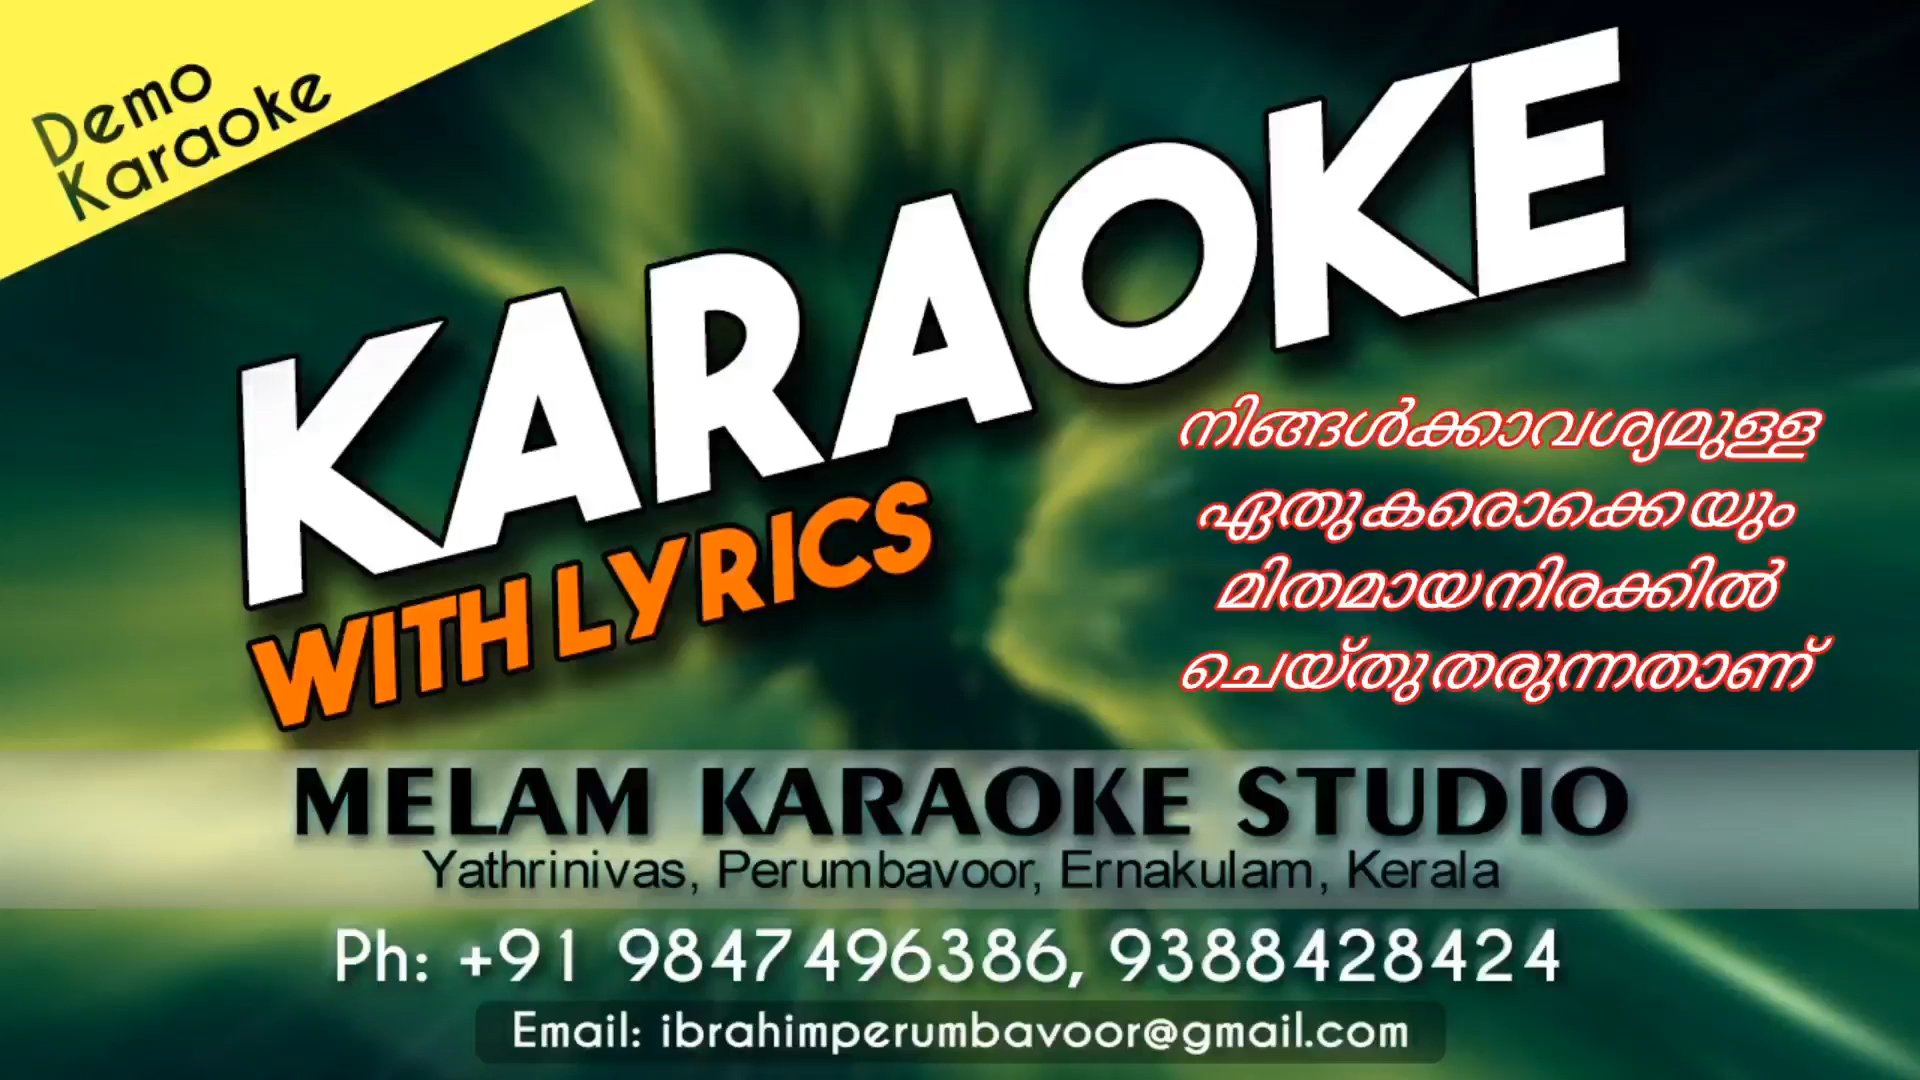 Demo
Karaoke
KARAOKE
WITH LYRICS
നിങ്ങൾക്കാവശ്യമുള്ള
ഏതു കരൊക്കെയും
മിതമായ നിരക്കിൽ
ചെയ്തു തരുന്നതാണ്
MELAM KARAOKE STUDIO
Yathrinivas, Perumbavoor, Ernakulam, Kerala
Ph: +91 9847496386, 9388428424
Email: ibrahimperumbavoor@gmail.com